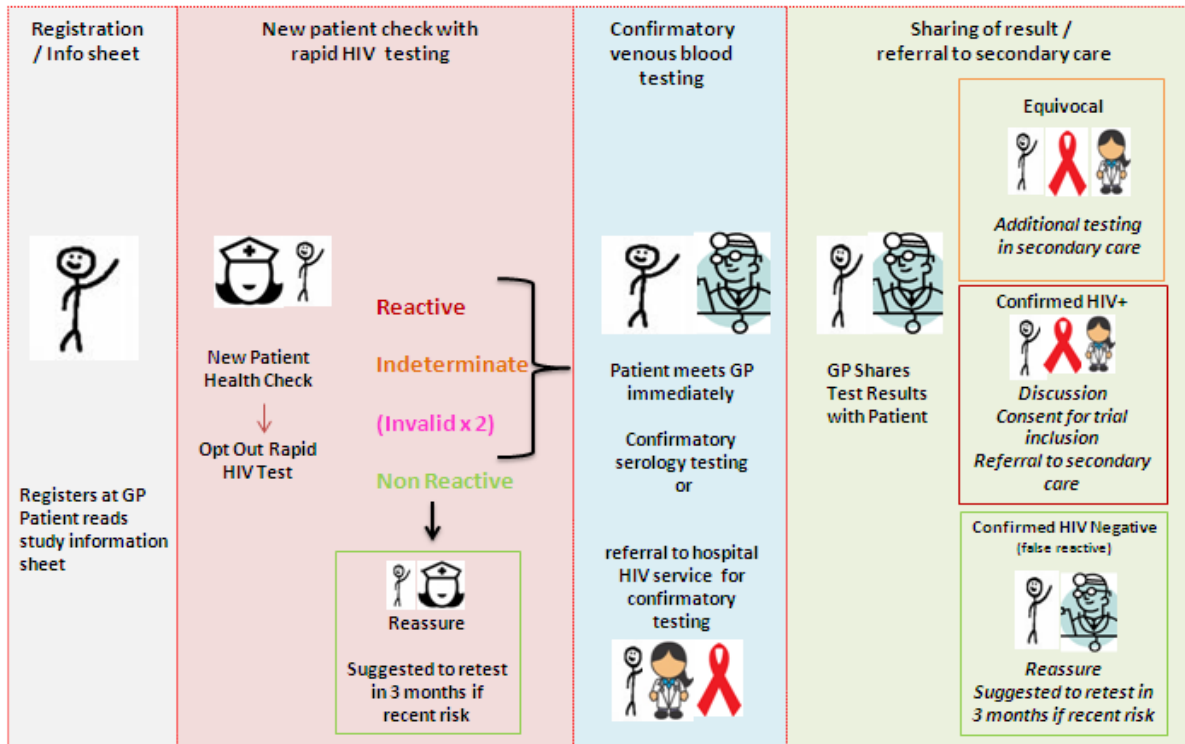 Registration
/ Info sheet
New patient check with
rapid HIV testing
Confirmatory
venous blood
testing
Sharing of result /
referral to secondary care
Registers at GP
Patient reads
study information
sheet
New Patient
Health Check
Opt Out Rapid
HIV Test
Reactive
Indeterminate
(Invalid x 2)
Non Reactive
Reassure
Suggested to retest
in 3 months if
recent risk
Patient meets GP
immediately
Confirmatory
serology testing
or
referral to hospital
HIV service for
confirmatory
testing
GP Shares
Test Results
with Patient
Equivocal
Additional testing
in secondary care
Confirmed HIV+
Discussion
Consent for trial
inclusion
Referral to secondary
care
Confirmed HIV Negative
(false reactive)
Reassure
Suggested to retest in
3 months if recent risk